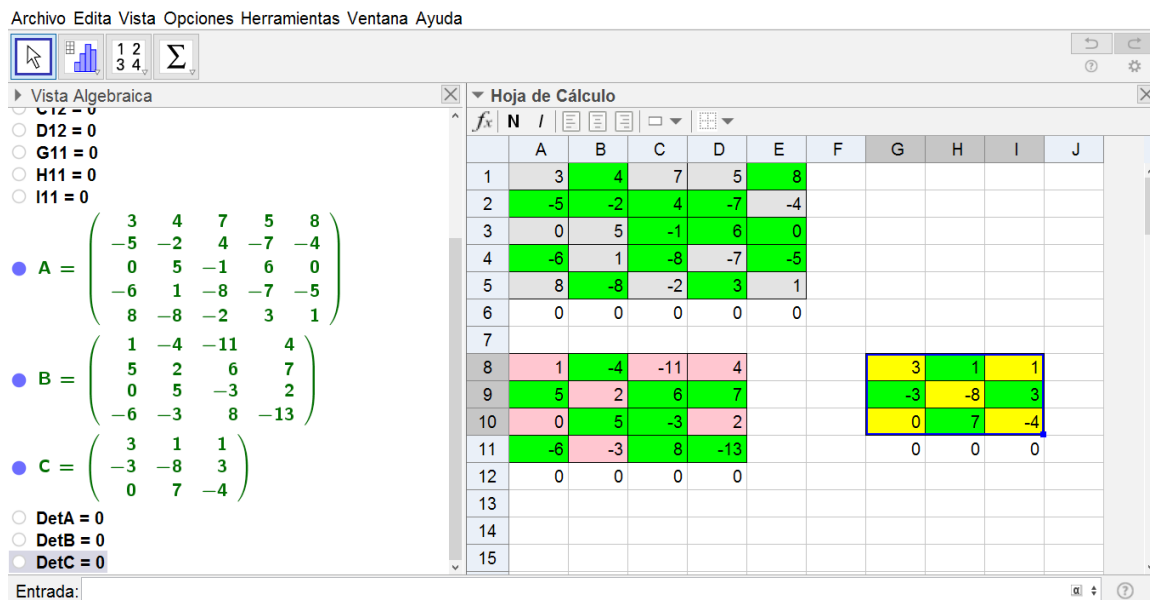 Archivo Edita Vista Opciones Herramientas Ventana Ayuda
1 2
3 4
Σ
Vista Algebraica
C12 = 0
D12 = 0
G11 = 0
H11 = 0
I11 = 0
A =
3 4 7 5 8
−5 −2 4 −7 −4
0 5 −1 6 0
−6 1 −8 −7 −5
8 −8 −2 3 1
B =
1 −4 −11 4
5 2 6 7
0 5 −3 2
−6 −3 8 −13
C =
3 1 1
−3 −8 3
0 7 −4
DetA = 0
DetB = 0
DetC = 0
Hoja de Cálculo
fx N I
A B C D E F G H I J
1 3 4 7 5 8
2 -5 -2 4 -7 -4
3 0 5 -1 6 0
4 -6 1 -8 -7 -5
5 8 -8 -2 3 1
6 0 0 0 0 0
7
8 1 -4 -11 4 3 1 1
9 5 2 6 7 -3 -8 3
10 0 5 -3 2 0 7 -4
11 -6 -3 8 -13 0 0 0
12 0 0 0 0
13
14
15
Entrada:
α